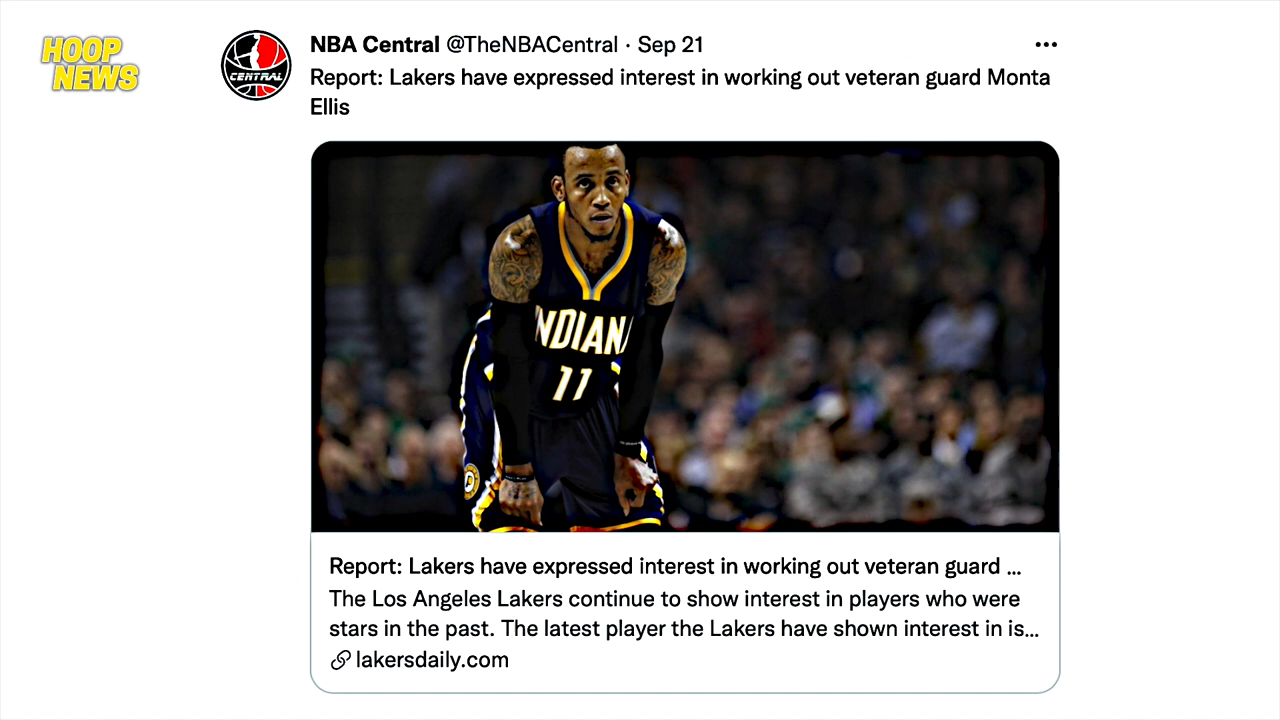 HOOP
NEWS
CENTRAL
NBA Central @TheNBACentral · Sep 21
Report: Lakers have expressed interest in working out veteran guard Monta
Ellis
INDIANA
11
Report: Lakers have expressed interest in working out veteran guard ...
The Los Angeles Lakers continue to show interest in players who were
stars in the past. The latest player the Lakers have shown interest in is...
lakersdaily.com